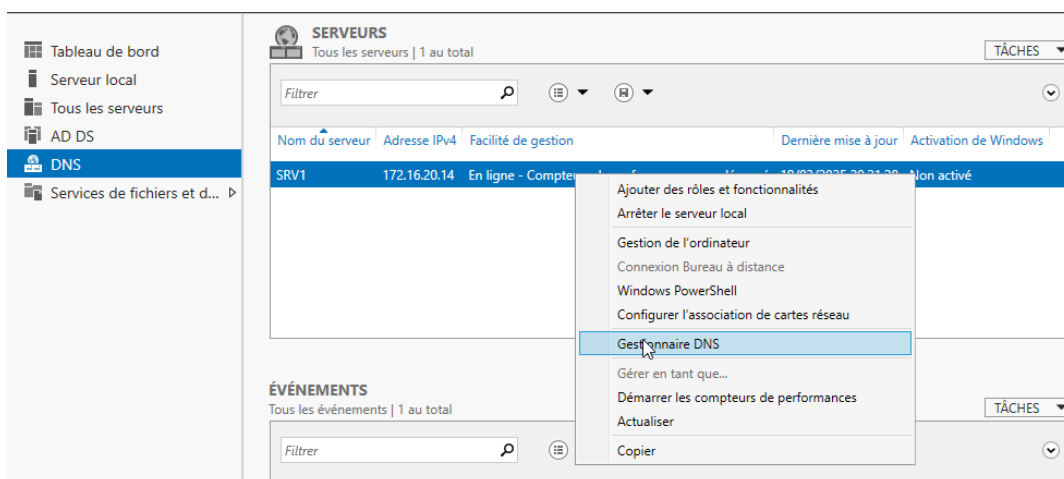 Tableau de bord
Serveur local
Tous les serveurs
AD DS
DNS
Services de fichiers et d...
SERVEURS
Tous les serveurs | 1 au total
TÂCHES
Filtrer
Nom du serveur Adresse IPv4 Facilité de gestion Dernière mise à jour Activation de Windows
SRV1 172.16.20.14 En ligne - Non activé
Ajouter des rôles et fonctionnalités
Arrêter le serveur local
Gestion de l'ordinateur
Connexion Bureau à distance
Windows PowerShell
Configurer l'association de cartes réseau
Gestionnaire DNS
Gérer en tant que...
Démarrer les compteurs de performances
Actualiser
Copier
ÉVÉNEMENTS
Tous les événements | 1 au total
TÂCHES
Filtrer